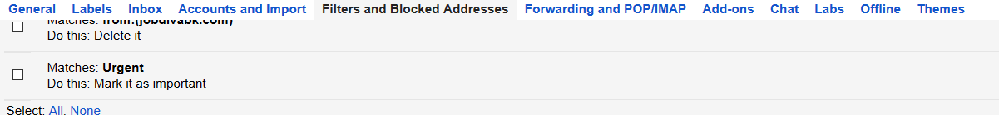 General Labels Inbox Accounts and Import Filters and Blocked Addresses Forwarding and POP/IMAP Add-ons Chat Labs Offline Themes
Matches: from:(jobdivabk.com)
Do this: Delete it
Matches: Urgent
Do this: Mark it as important
Select: All, None